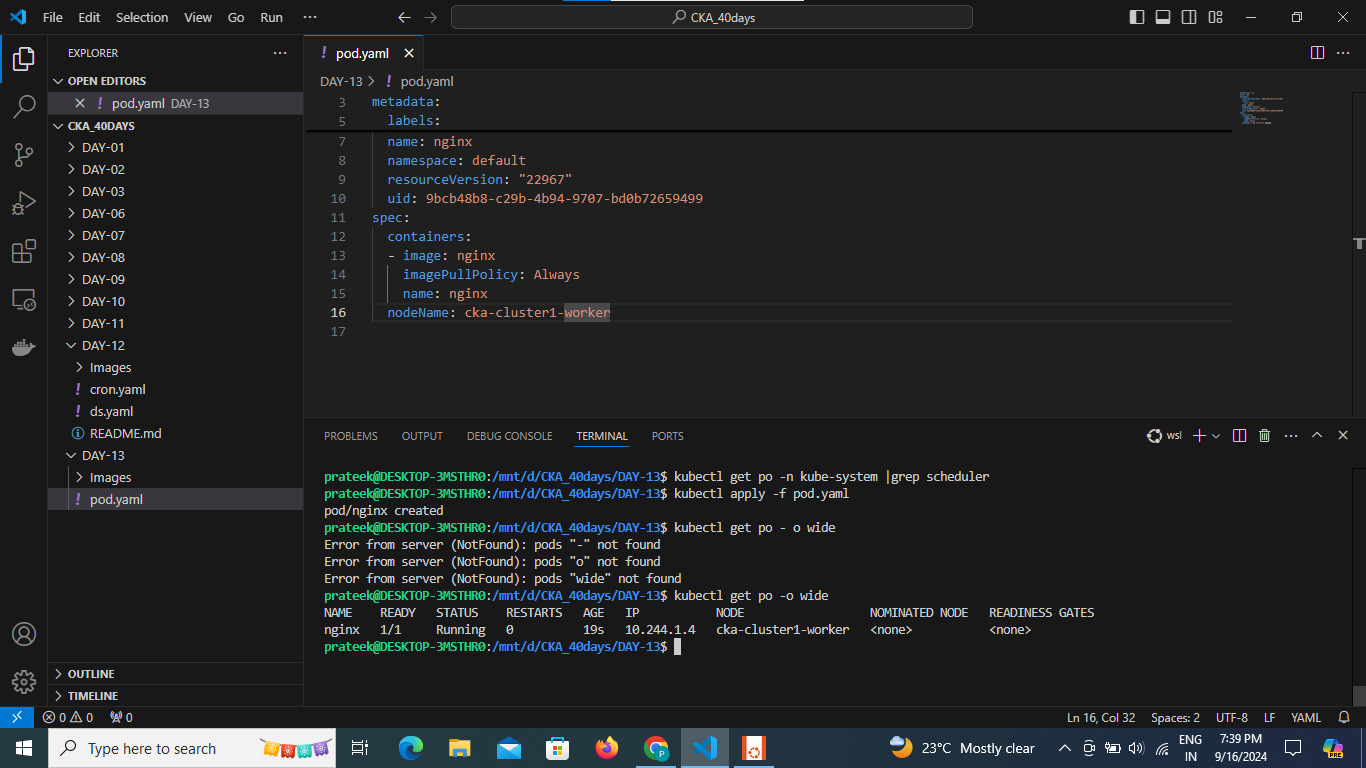 File Edit Selection View Go Run ···
CKA_40days
EXPLORER
OPEN EDITORS
pod.yaml DAY-13
CKA_40DAYS
DAY-01
DAY-02
DAY-03
DAY-06
DAY-07
DAY-08
DAY-09
DAY-10
DAY-11
DAY-12
Images
cron.yaml
ds.yaml
README.md
DAY-13
Images
pod.yaml
OUTLINE
TIMELINE
pod.yaml
DAY-13 > ! pod.yaml
3 metadata:
5 labels:
7 name: nginx
8 namespace: default
9 resourceVersion: "22967"
10 uid: 9bcb48b8-c29b-4b94-9707-bd0b72659499
11 spec:
12 containers:
13 - image: nginx
14 imagePullPolicy: Always
15 name: nginx
16 nodeName: cka-cluster1-worker
17
PROBLEMS OUTPUT DEBUG CONSOLE TERMINAL PORTS
wsl
prateek@DESKTOP-3MSTHR0:/mnt/d/CKA_40days/DAY-13$ kubectl get po -n kube-system |grep scheduler
prateek@DESKTOP-3MSTHR0:/mnt/d/CKA_40days/DAY-13$ kubectl apply -f pod.yaml
pod/nginx created
prateek@DESKTOP-3MSTHR0:/mnt/d/CKA_40days/DAY-13$ kubectl get po - o wide
Error from server (NotFound): pods "-" not found
Error from server (NotFound): pods "o" not found
Error from server (NotFound): pods "wide" not found
prateek@DESKTOP-3MSTHR0:/mnt/d/CKA_40days/DAY-13$ kubectl get po -o wide
NAME READY STATUS RESTARTS AGE IP NODE NOMINATED NODE READINESS GATES
nginx 1/1 Running 0 19s 10.244.1.4 cka-cluster1-worker <none> <none>
prateek@DESKTOP-3MSTHR0:/mnt/d/CKA_40days/DAY-13$
0 0 0
Ln 16, Col 32 Spaces: 2 UTF-8 LF YAML
Type here to search
23°C Mostly clear
ENG
IN
7:39 PM
9/16/2024
PRE